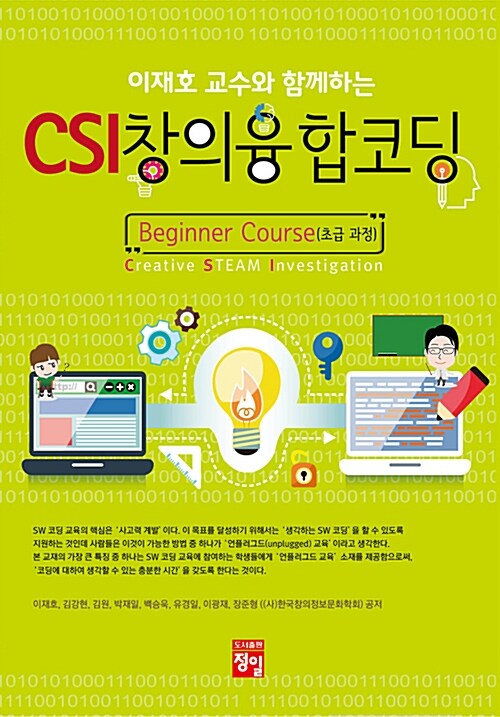 이재호 교수와 함께하는
CSI창의융합코딩
Beginner Course(초급 과정)
Creative STEAM Investigation
http://
SW 코딩 교육의 핵심은 '사고력 계발' 이다. 이 목표를 달성하기 위해서는 '생각하는 SW 코딩' 을 할 수 있도록
지원하는 것인데 사람들은 이것이 가능한 방법 중 하나가 '언플러그드(unplugged) 교육' 이라고 생각한다.
본 교재의 가장 큰 특징 중 하나는 SW 코딩 교육에 참여하는 학생들에게 '언플러그드 교육' 소재를 제공함으로써,
'코딩에 대하여 생각할 수 있는 충분한 시간' 을 갖도록 한다는 것이다.
이재호, 김강현, 김원, 박재일, 백승욱, 유경일, 이광재, 장준형 ((사)한국창의정보문화학회) 공저
도서출판
정일